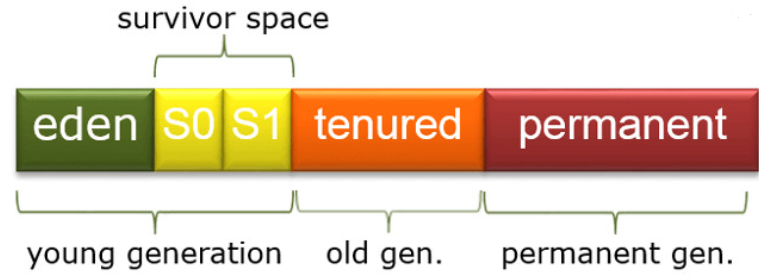 survivor space
eden S0 S1 tenured permanent
young generation old gen. permanent gen.